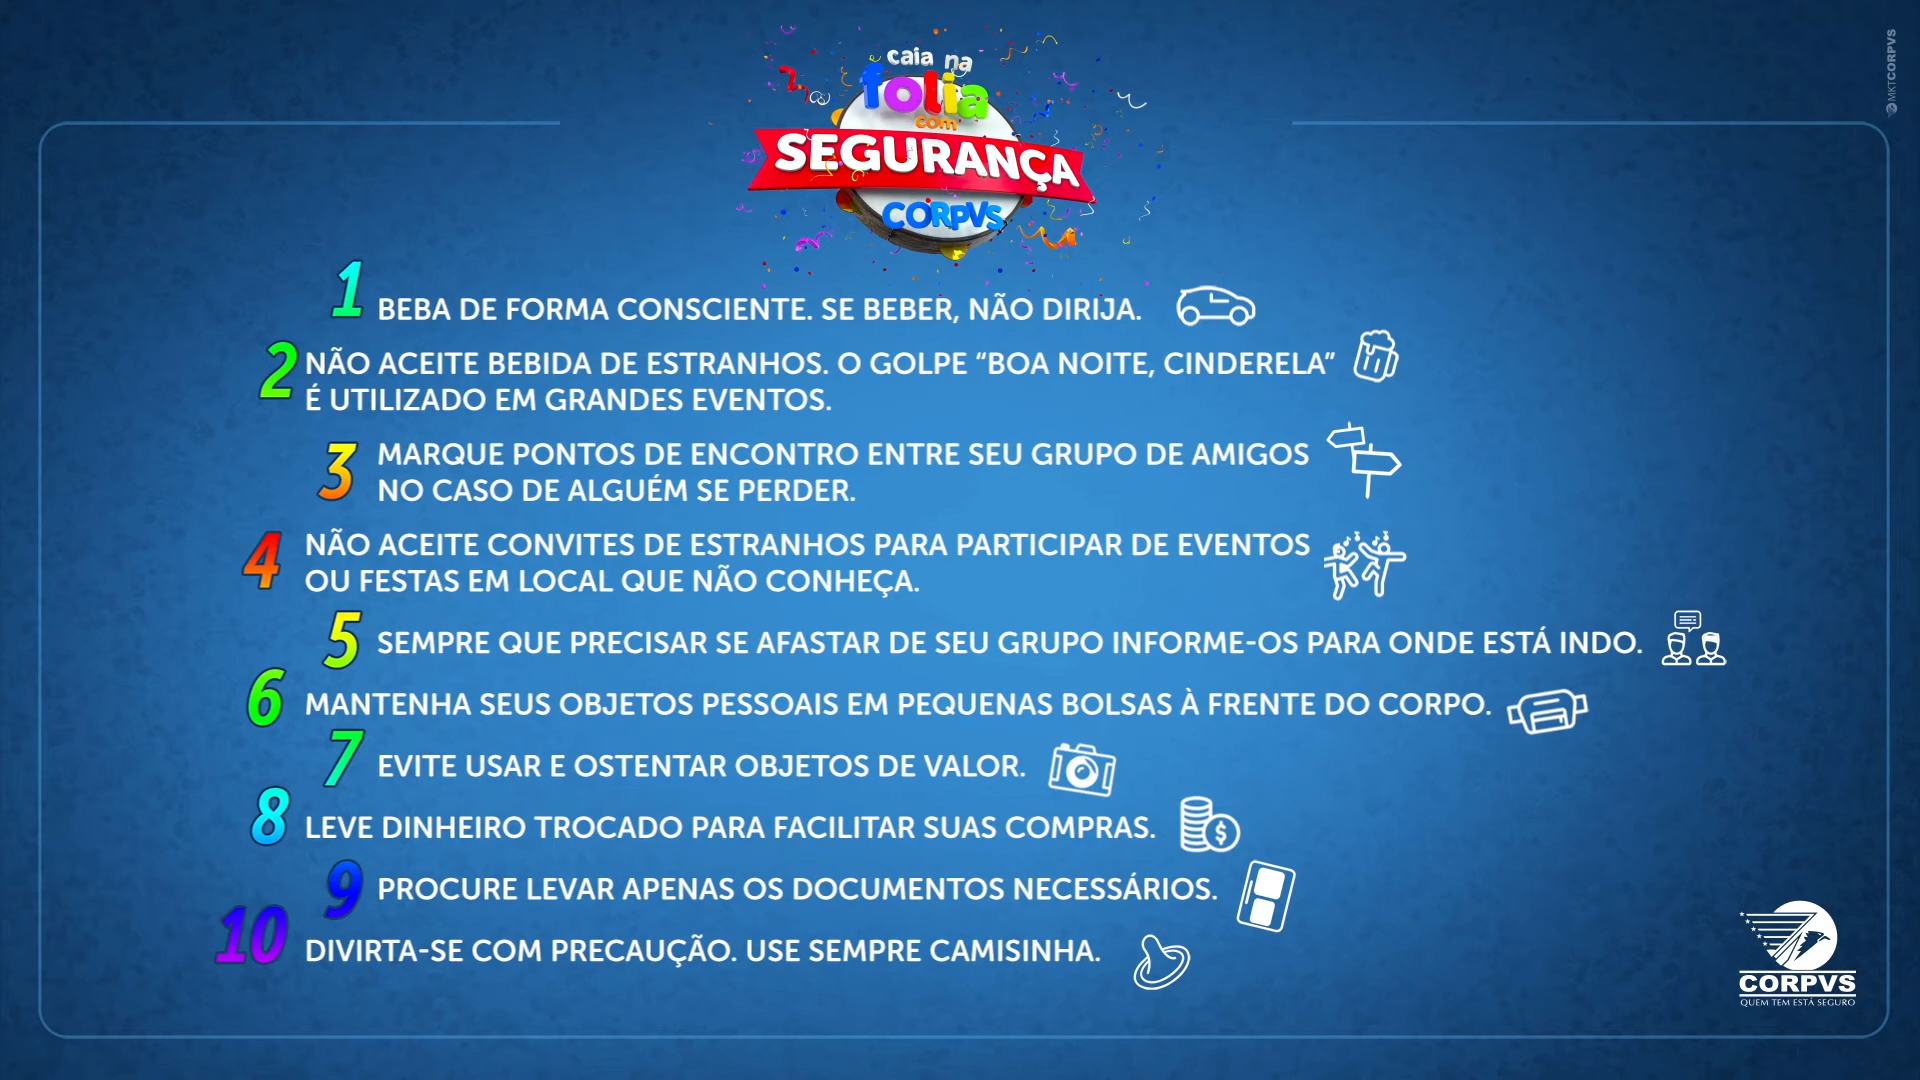 caia na
folia
com
SEGURANÇA
CORPVS
MKTCORPVS
1 BEBA DE FORMA CONSCIENTE. SE BEBER, NÃO DIRIJA.
2 NÃO ACEITE BEBIDA DE ESTRANHOS. O GOLPE “BOA NOITE, CINDERELA”
É UTILIZADO EM GRANDES EVENTOS.
3 MARQUE PONTOS DE ENCONTRO ENTRE SEU GRUPO DE AMIGOS
NO CASO DE ALGUÉM SE PERDER.
4 NÃO ACEITE CONVITES DE ESTRANHOS PARA PARTICIPAR DE EVENTOS
OU FESTAS EM LOCAL QUE NÃO CONHEÇA.
5 SEMPRE QUE PRECISAR SE AFASTAR DE SEU GRUPO INFORME-OS PARA ONDE ESTÁ INDO.
6 MANTENHA SEUS OBJETOS PESSOAIS EM PEQUENAS BOLSAS À FRENTE DO CORPO.
7 EVITE USAR E OSTENTAR OBJETOS DE VALOR.
8 LEVE DINHEIRO TROCADO PARA FACILITAR SUAS COMPRAS.
$
9 PROCURE LEVAR APENAS OS DOCUMENTOS NECESSÁRIOS.
10 DIVIRTA-SE COM PRECAUÇÃO. USE SEMPRE CAMISINHA.
CORPVS
QUEM TEM ESTÁ SEGURO